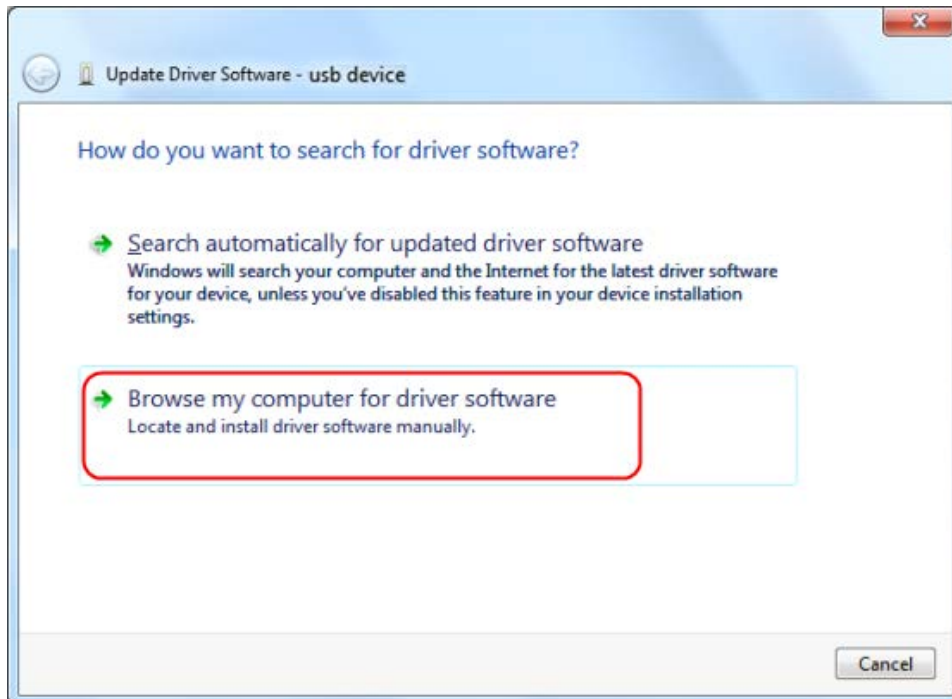 Update Driver Software - usb device
How do you want to search for driver software?
Search automatically for updated driver software
Windows will search your computer and the Internet for the latest driver software
for your device, unless you've disabled this feature in your device installation
settings.
Browse my computer for driver software
Locate and install driver software manually.
Cancel